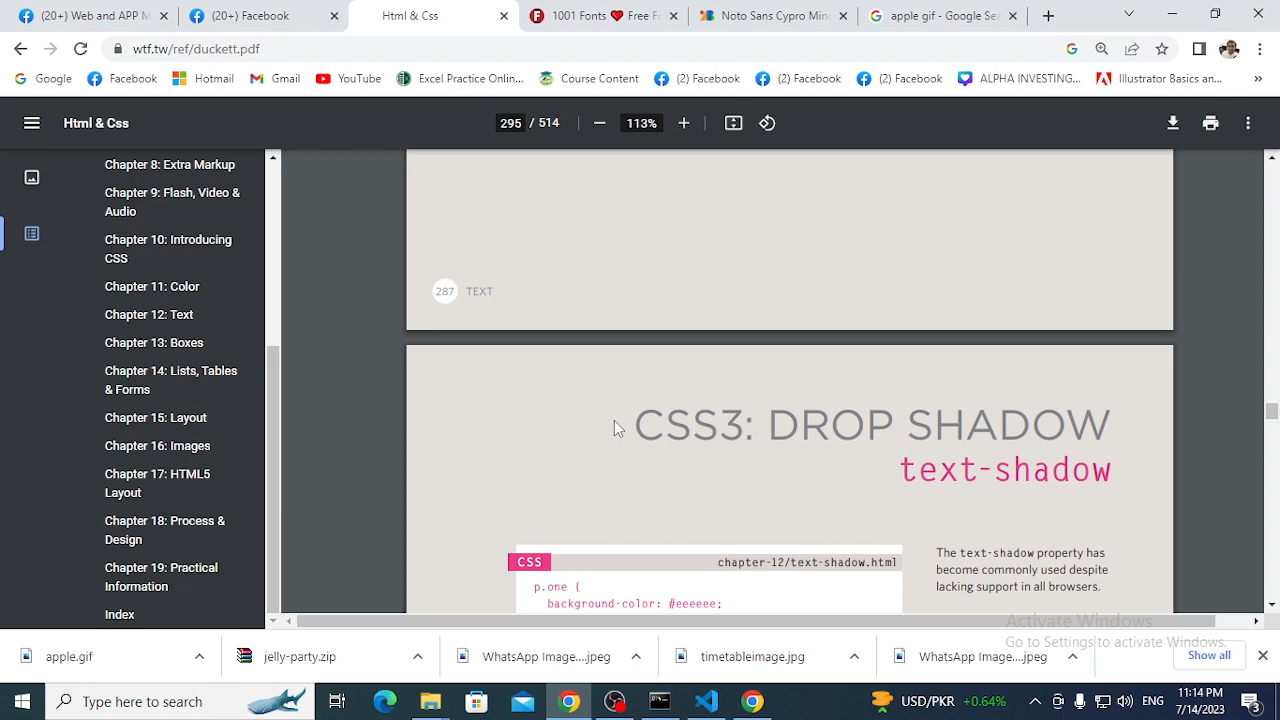 (20+) Web and APP M
(20+) Facebook
Html & Css
1001 Fonts ❤ Free Fo
Noto Sans Cypro Mino
apple gif - Google Sea
wtf.tw/ref/duckett.pdf
Google
Facebook
Hotmail
Gmail
YouTube
Excel Practice Onlin...
Course Content
(2) Facebook
(2) Facebook
(2) Facebook
ALPHA INVESTING...
Illustrator Basics an...
»
Html & Css
295 / 514
113%
Chapter 8: Extra Markup
Chapter 9: Flash, Video &
Audio
Chapter 10: Introducing
CSS
Chapter 11: Color
Chapter 12: Text
Chapter 13: Boxes
Chapter 14: Lists, Tables
& Forms
Chapter 15: Layout
Chapter 16: Images
Chapter 17: HTML5
Layout
Chapter 18: Process &
Design
Chapter 19: Practical
Information
Index
287 TEXT
CSS3: DROP SHADOW
text-shadow
CSS
chapter-12/text-shadow.html
p.one {
background-color: #eeeeee;
The text-shadow property has
become commonly used despite
lacking support in all browsers.
Activate Windows
Go to Settings to activate Windows.
apple.gif
jelly-party.zip
WhatsApp Image....jpeg
timetableimage.jpg
WhatsApp Image....jpeg
Show all
Type here to search
USD/PKR +0.64%
ENG
11:14 PM
7/14/2023
3